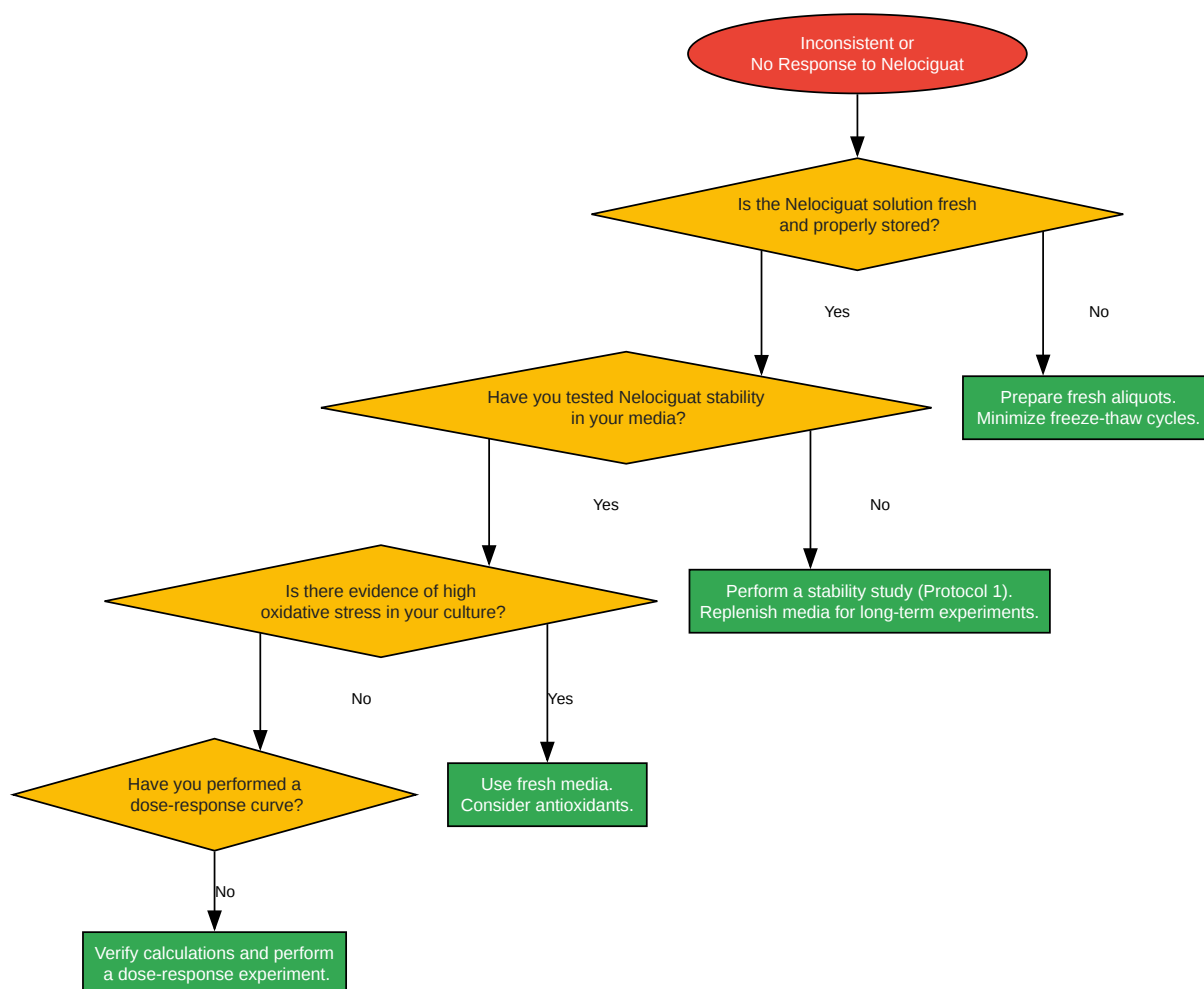 Inconsistent or
No Response to Nelociguat
Is the Nelociguat solution fresh
and properly stored?
Yes
No
Have you tested Nelociguat stability
in your media?
Prepare fresh aliquots.
Minimize freeze-thaw cycles.
Yes
No
Is there evidence of high
oxidative stress in your culture?
Perform a stability study (Protocol 1).
Replenish media for long-term experiments.
No
Yes
Have you performed a
dose-response curve?
Use fresh media.
Consider antioxidants.
No
Verify calculations and perform
a dose-response experiment.